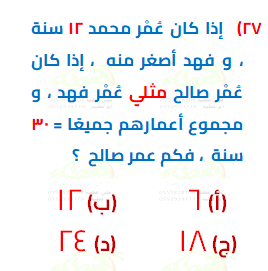 ٢٧) إذا كان عُمْر محمد ١٢ سنة
، و فهد أصغر منه ، إذا كان
عُمْر صالح مثلي عُمْر فهد ، و
مجموع أعمارهم جميعًا = ٣٠
سنة ، فكم عمر صالح ؟
(أ) ٦ (ب) ١٢
(ج) ١٨ (د) ٢٤